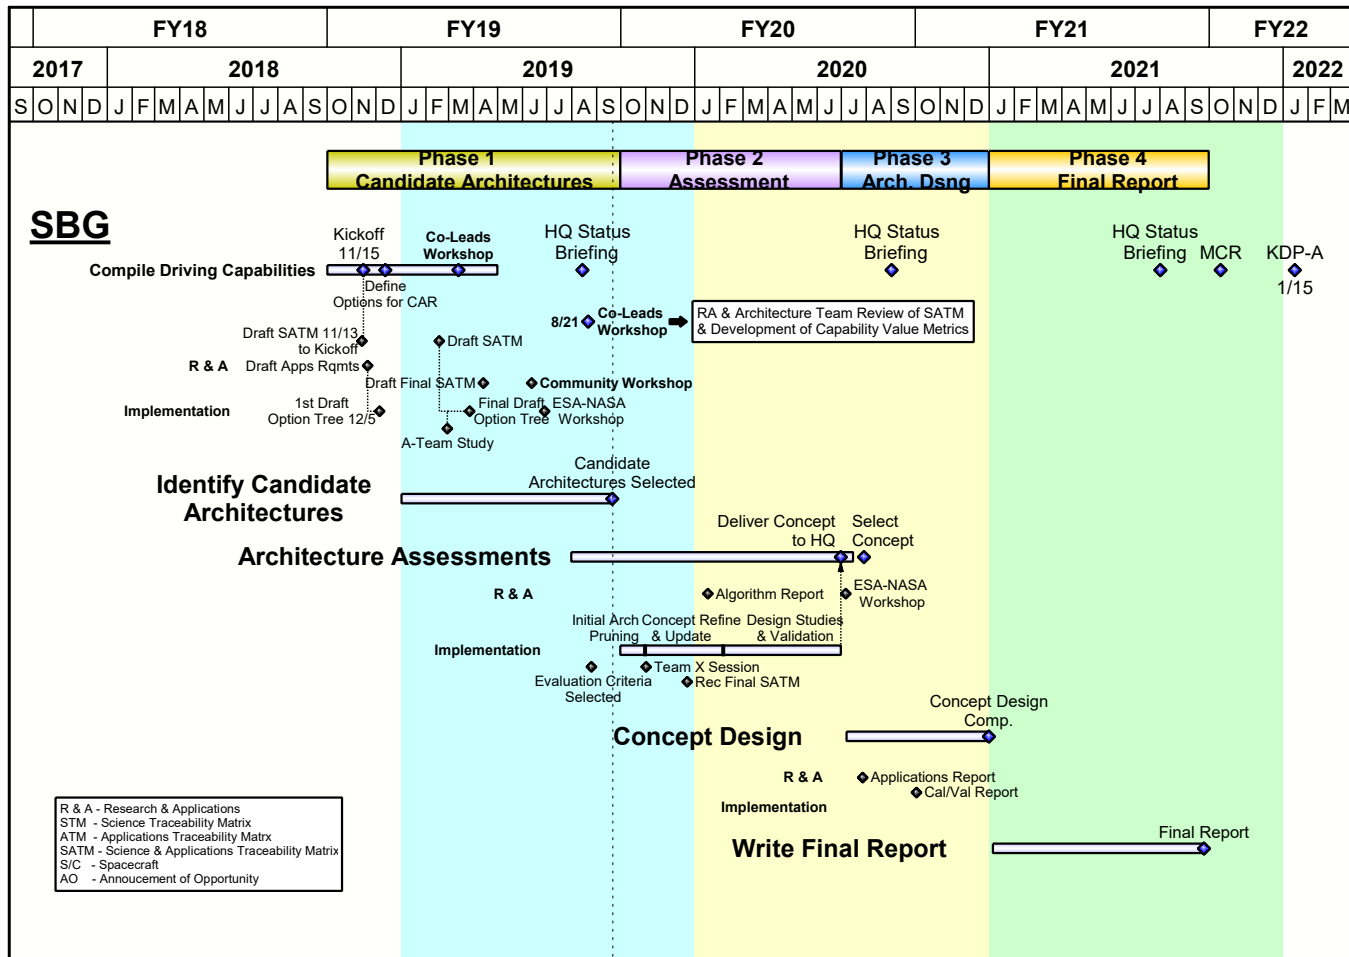 FY18 FY19 FY20 FY21 FY22
2017 2018 2019 2020 2021 2022
S O N D J F M A M J J A S O N D J F M A M J J A S O N D J F M A M J J A S O N D J F M A M J J A S O N D J F M
Phase 1 Phase 2 Phase 3 Phase 4
Candidate Architectures Assessment Arch. Dsng Final Report
SBG
Kickoff
11/15
Co-Leads
Workshop
HQ Status
Briefing
HQ Status
Briefing
HQ Status
Briefing
MCR
KDP-A
1/15
Compile Driving Capabilities
Define
Options for CAR
8/21
Co-Leads
Workshop
RA & Architecture Team Review of SATM
& Development of Capability Value Metrics
Draft SATM 11/13
to Kickoff
Draft SATM
R & A
Draft Apps Rqmts
Draft Final SATM
Community Workshop
Implementation
1st Draft
Option Tree 12/5
Final Draft
Option Tree
ESA-NASA
Workshop
A-Team Study
Identify Candidate
Architectures
Candidate
Architectures Selected
Architecture Assessments
Deliver Concept
to HQ
Select
Concept
R & A
Algorithm Report
ESA-NASA
Workshop
Implementation
Initial Arch
Pruning
Concept Refine
& Update
Design Studies
& Validation
Team X Session
Evaluation Criteria
Selected
Rec Final SATM
Concept Design
Concept Design
Comp.
R & A
Applications Report
Cal/Val Report
Implementation
Write Final Report
Final Report
R & A - Research & Applications
STM - Science Traceability Matrix
ATM - Applications Traceability Matrx
SATM - Science & Applications Traceability Matrix
S/C - Spacecraft
AO - Annoucement of Opportunity